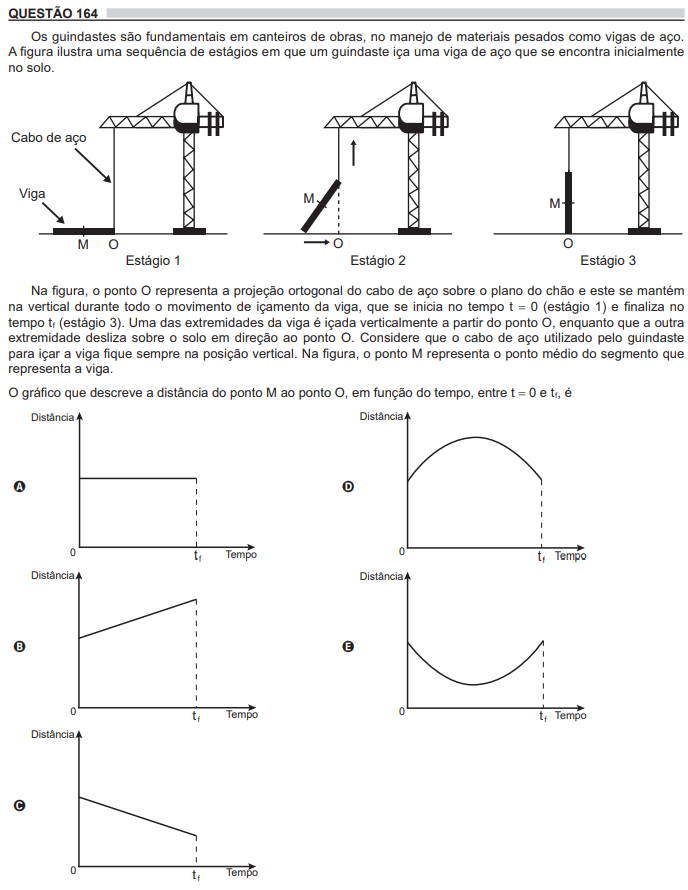 QUESTÃO 164
Os guindastes são fundamentais em canteiros de obras, no manejo de materiais pesados como vigas de aço.
A figura ilustra uma sequência de estágios em que um guindaste iça uma viga de aço que se encontra inicialmente
no solo.
Cabo de aço
Viga
M
O
Estágio 1
M
O
Estágio 2
M
O
Estágio 3
Na figura, o ponto O representa a projeção ortogonal do cabo de aço sobre o plano do chão e este se mantém
na vertical durante todo o movimento de içamento da viga, que se inicia no tempo t = 0 (estágio 1) e finaliza no
tempo tf (estágio 3). Uma das extremidades da viga é içada verticalmente a partir do ponto O, enquanto que a outra
extremidade desliza sobre o solo em direção ao ponto O. Considere que o cabo de aço utilizado pelo guindaste
para içar a viga fique sempre na posição vertical. Na figura, o ponto M representa o ponto médio do segmento que
representa a viga.
O gráfico que descreve a distância do ponto M ao ponto O, em função do tempo, entre t = 0 e tf, é
Distância
A
0
tf
Tempo
Distância
B
0
tf
Tempo
Distância
C
0
tf
Tempo
Distância
D
0
tf
Tempo
Distância
E
0
tf
Tempo